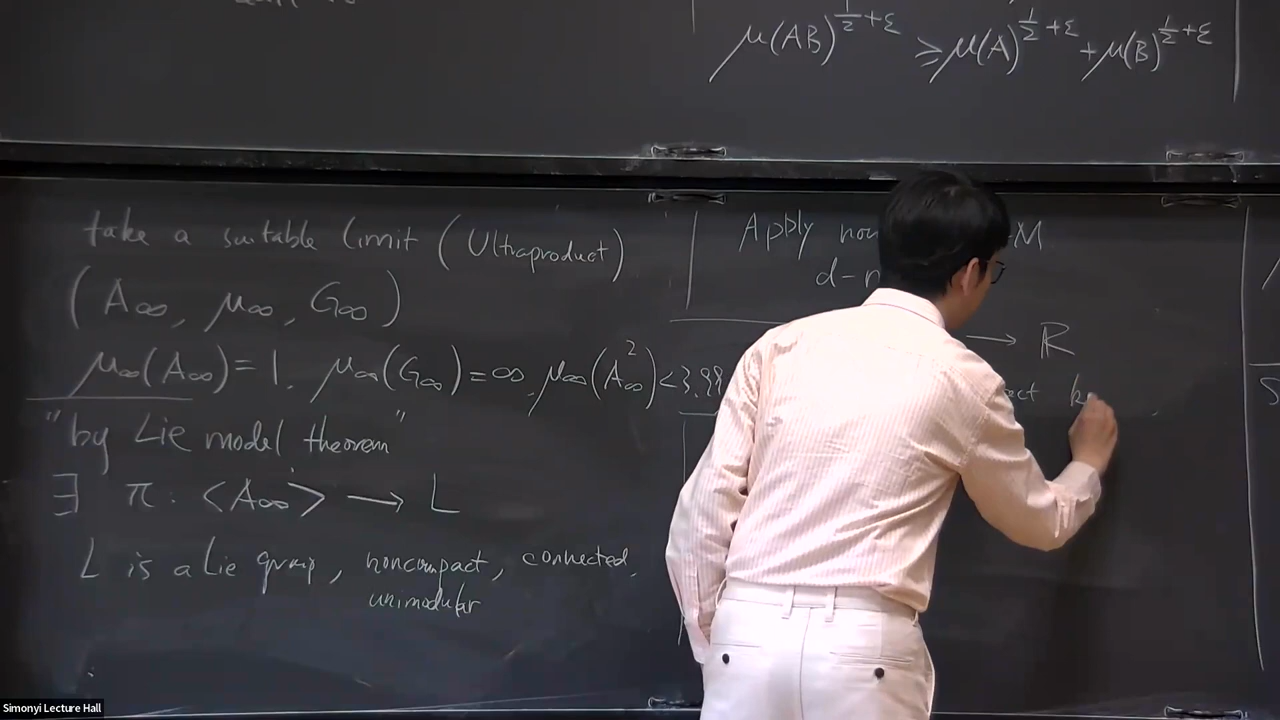 μ(AB)^{1/2+ε} ≥ μ(A)^{1/2+ε} + μ(B)^{1/2+ε}
take a suitable limit (Ultraproduct)
(A∞, μ∞, G∞)
μ∞(A∞) = 1. μ∞(G∞) = ∞, μ∞(A∞²) < 3.99
"by Lie model theorem"
∃ π: <A∞> → L
L is a Lie group, noncompact, connected,
unimodular
Apply M
d-
→ ℝ
Simonyi Lecture Hall